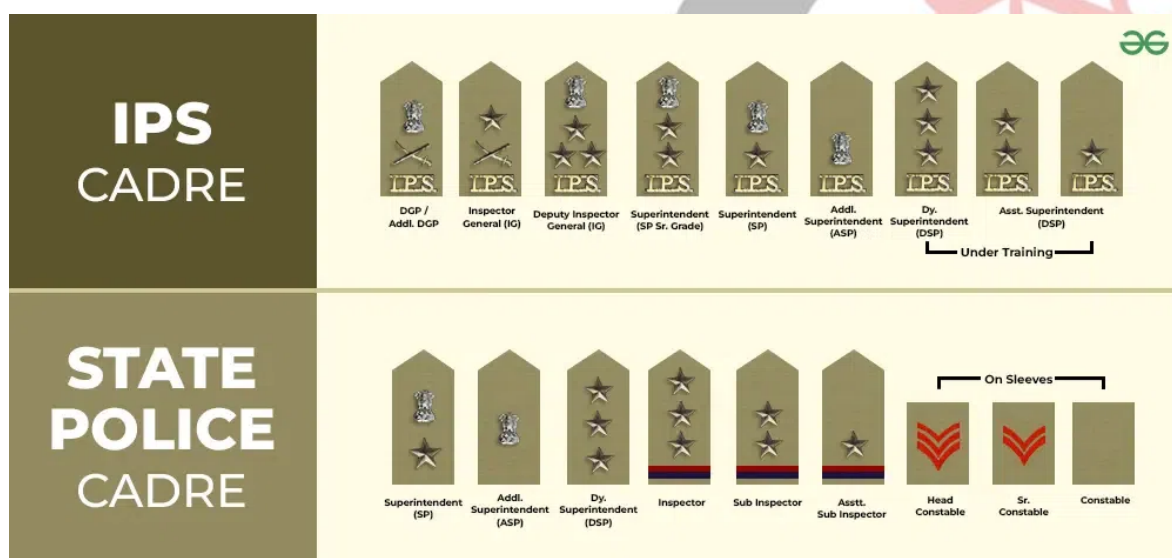 IPS
CADRE
I.P.S.
I.P.S.
I.P.S.
I.P.S.
I.P.S.
I.P.S.
I.P.S.
I.P.S.
I.P.S.
DGP /
Addl. DGP
Inspector
General (IG)
Deputy Inspector
General (IG)
Superintendent
(SP Sr. Grade)
Superintendent
(SP)
Addl.
Superintendent
(ASP)
Dy.
Superintendent
(DSP)
Asst. Superintendent
(DSP)
Under Training
STATE
POLICE
CADRE
On Sleeves
Superintendent
(SP)
Addl.
Superintendent
(ASP)
Dy.
Superintendent
(DSP)
Inspector
Sub Inspector
Asstt.
Sub Inspector
Head
Constable
Sr.
Constable
Constable